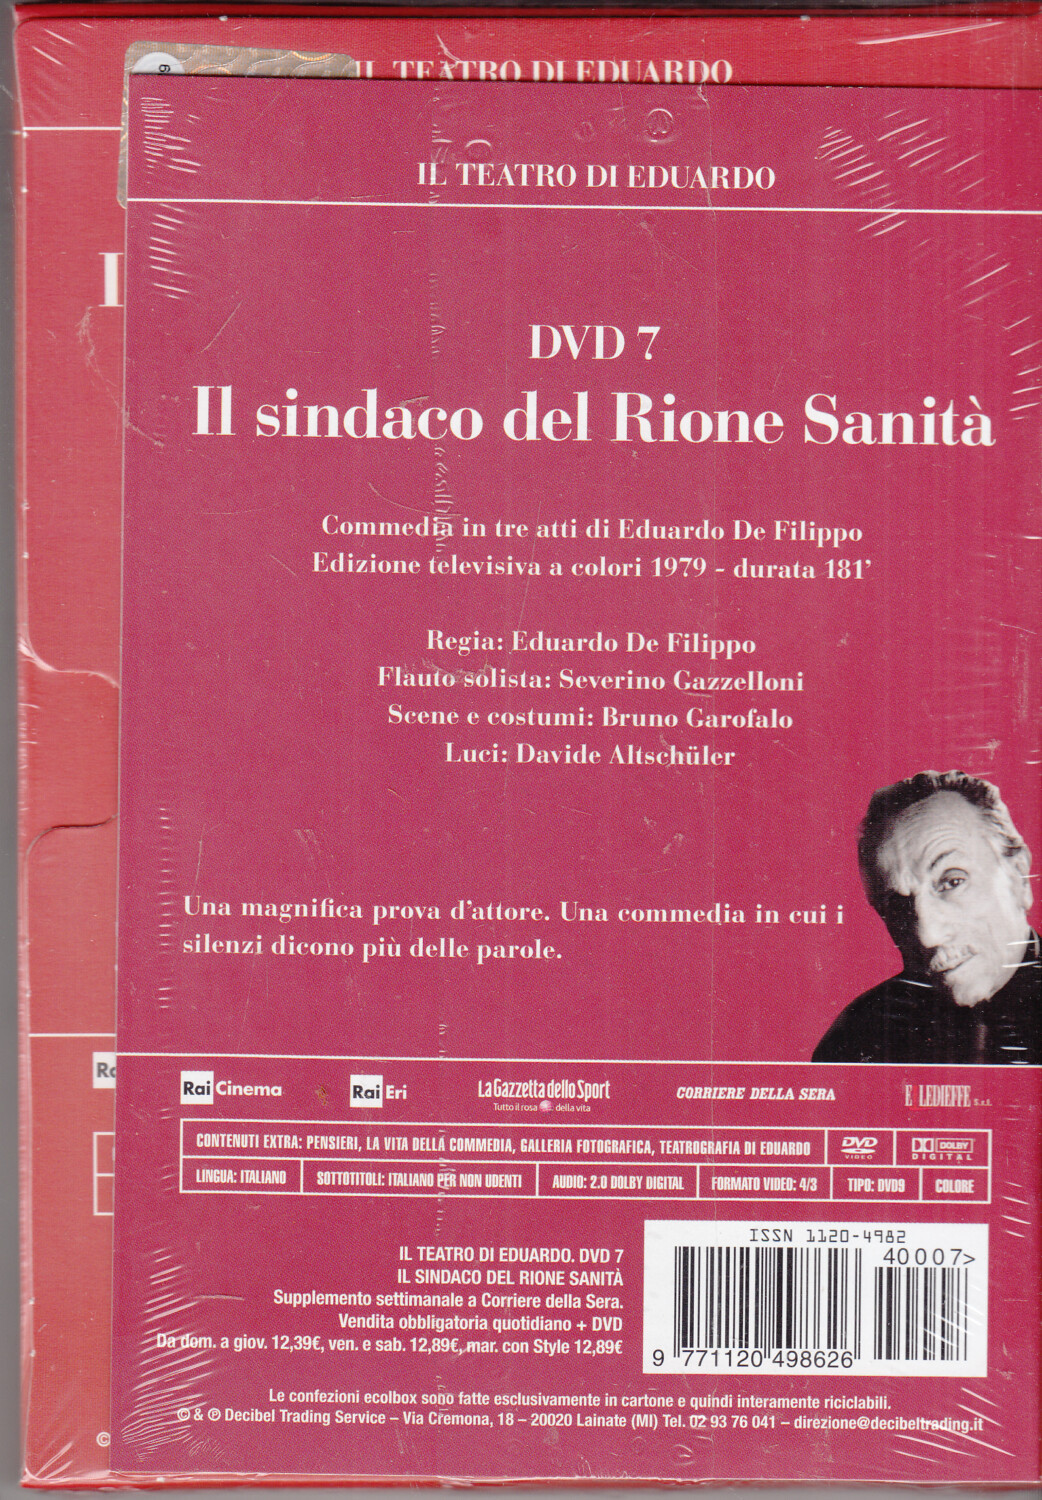 IL TEATRO DI EDUARDO
IL TEATRO DI EDUARDO
DVD 7
Il sindaco del Rione Sanità
Commedia in tre atti di Eduardo De Filippo
Edizione televisiva a colori 1979 - durata 181’
Regia: Eduardo De Filippo
Flauto solista: Severino Gazzelloni
Scene e costumi: Bruno Garofalo
Luci: Davide Altschüler
Una magnifica prova d’attore. Una commedia in cui i
silenzi dicono più delle parole.
Rai Cinema
Rai Eri
La Gazzetta dello Sport
Tutto il rosa della vita
CORRIERE DELLA SERA
E LEDIEFFE S.r.l.
CONTENUTI EXTRA: PENSIERI, LA VITA DELLA COMMEDIA, GALLERIA FOTOGRAFICA, TEATROGRAFIA DI EDUARDO
DVD VIDEO
DOLBY DIGITAL
LINGUA: ITALIANO
SOTTOTITOLI: ITALIANO PER NON UDENTI
AUDIO: 2.0 DOLBY DIGITAL
FORMATO VIDEO: 4/3
TIPO: DVD9
COLORE
IL TEATRO DI EDUARDO. DVD 7
IL SINDACO DEL RIONE SANITÀ
Supplemento settimanale a Corriere della Sera.
Vendita obbligatoria quotidiano + DVD
Da dom. a giov. 12,39€, ven. e sab. 12,89€, mar. con Style 12,89€
ISSN 1120-4982
40007>
9 771120 498626
Le confezioni ecolbox sono fatte esclusivamente in cartone e quindi interamente riciclabili.
© & ℗ Decibel Trading Service – Via Cremona, 18 – 20020 Lainate (MI) Tel. 02 93 76 041 – direzione@decibeltrading.it